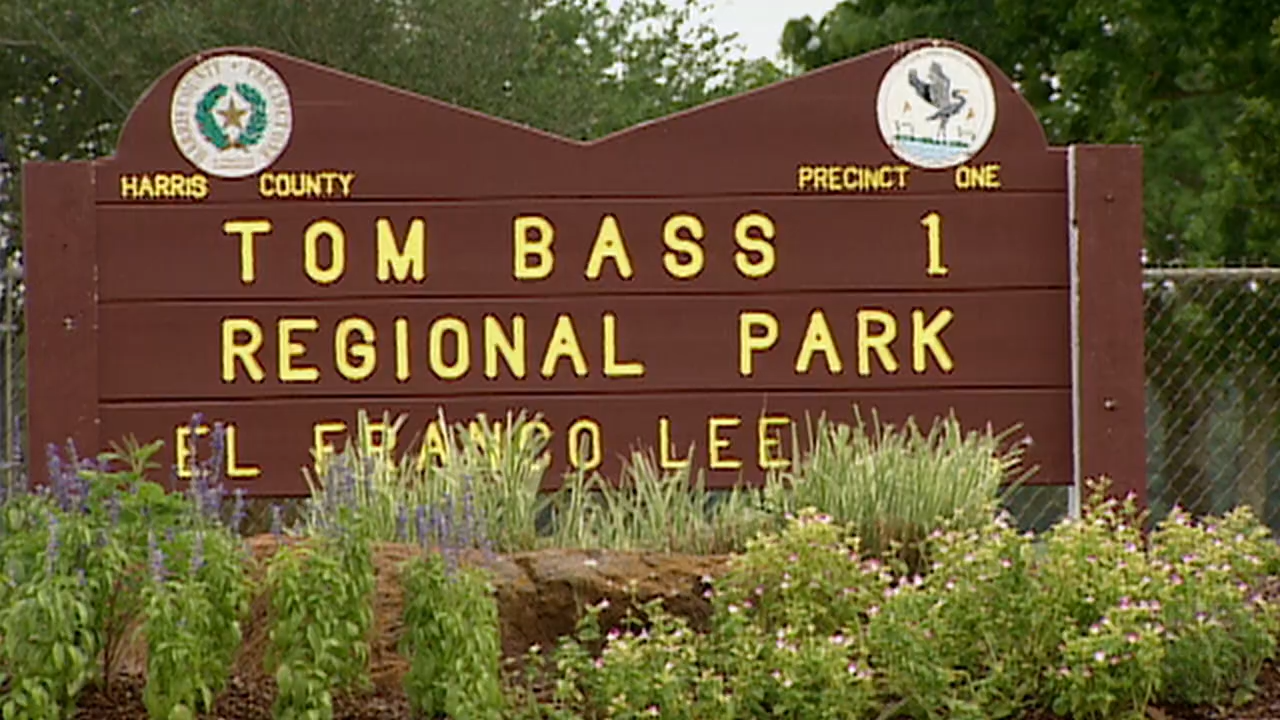 HARRIS COUNTY
PRECINCT ONE
TOM BASS 1
REGIONAL PARK
EL FRANCO LEE